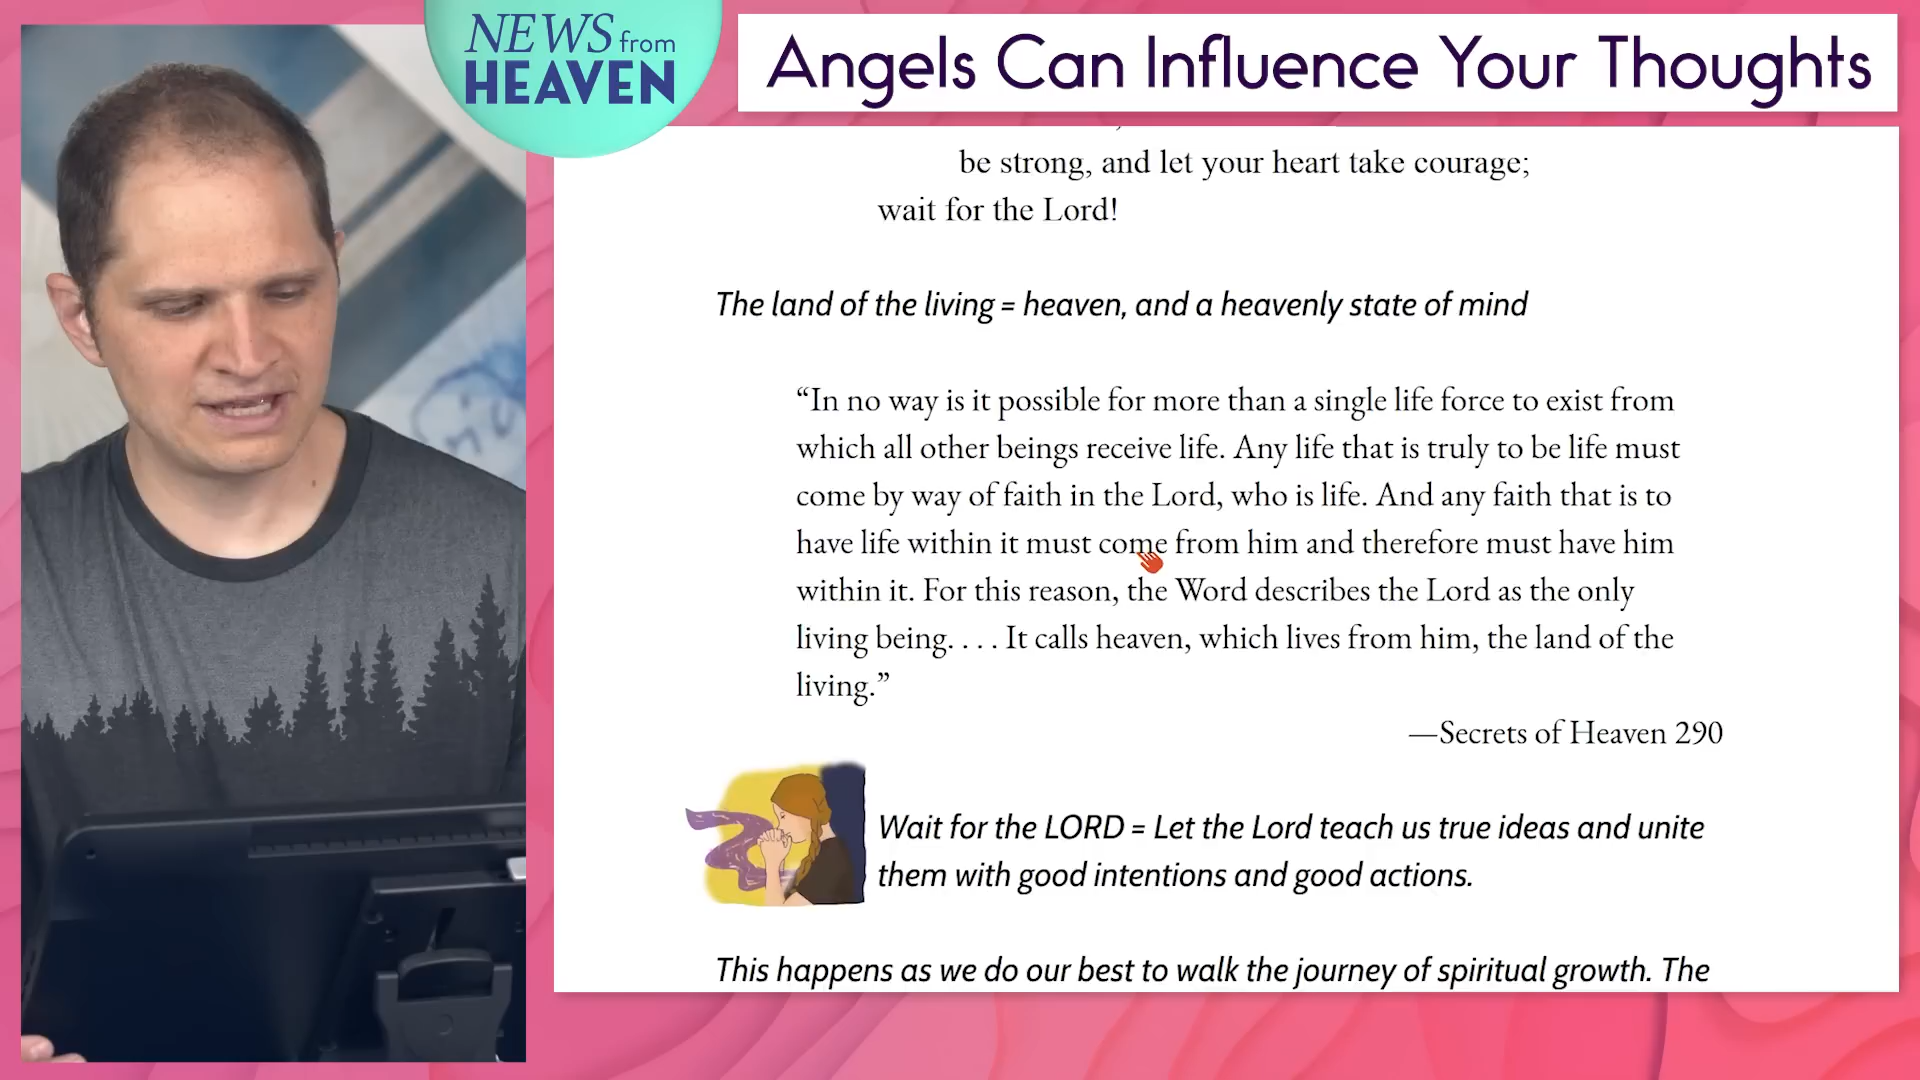 NEWS from
HEAVEN
Angels Can Influence Your Thoughts
be strong, and let your heart take courage;
wait for the Lord!
The land of the living = heaven, and a heavenly state of mind
“In no way is it possible for more than a single life force to exist from
which all other beings receive life. Any life that is truly to be life must
come by way of faith in the Lord, who is life. And any faith that is to
have life within it must come from him and therefore must have him
within it. For this reason, the Word describes the Lord as the only
living being. . . . It calls heaven, which lives from him, the land of the
living.”
—Secrets of Heaven 290
Wait for the LORD = Let the Lord teach us true ideas and unite
them with good intentions and good actions.
This happens as we do our best to walk the journey of spiritual growth. The